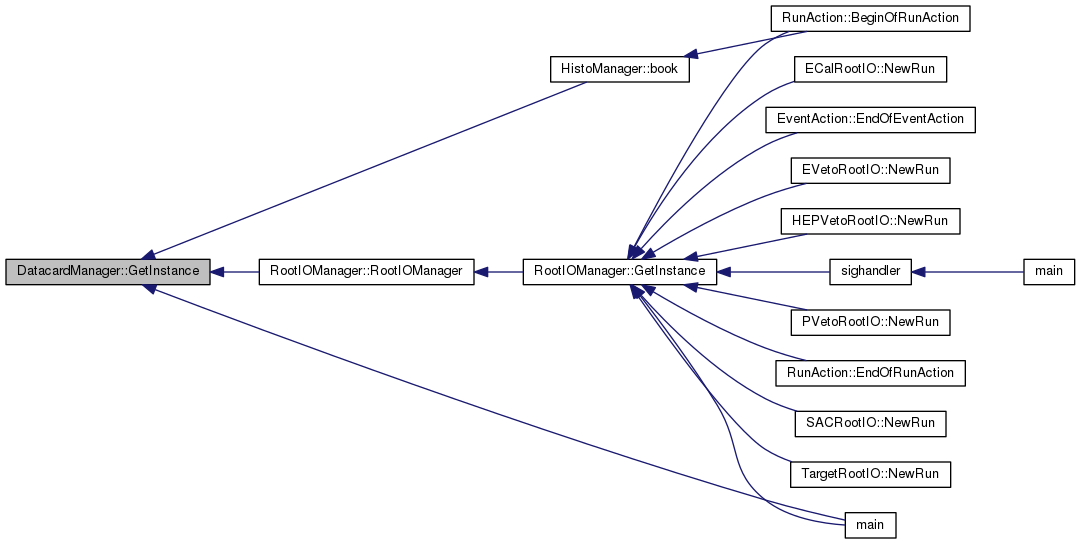 RunAction::BeginOfRunAction
HistoManager::book
ECalRootIO::NewRun
EventAction::EndOfEventAction
EVetoRootIO::NewRun
HEPVetoRootIO::NewRun
DatacardManager::GetInstance
RootIOManager::RootIOManager
RootIOManager::GetInstance
sighandler
main
PVetoRootIO::NewRun
RunAction::EndOfRunAction
SACRootIO::NewRun
TargetRootIO::NewRun
main